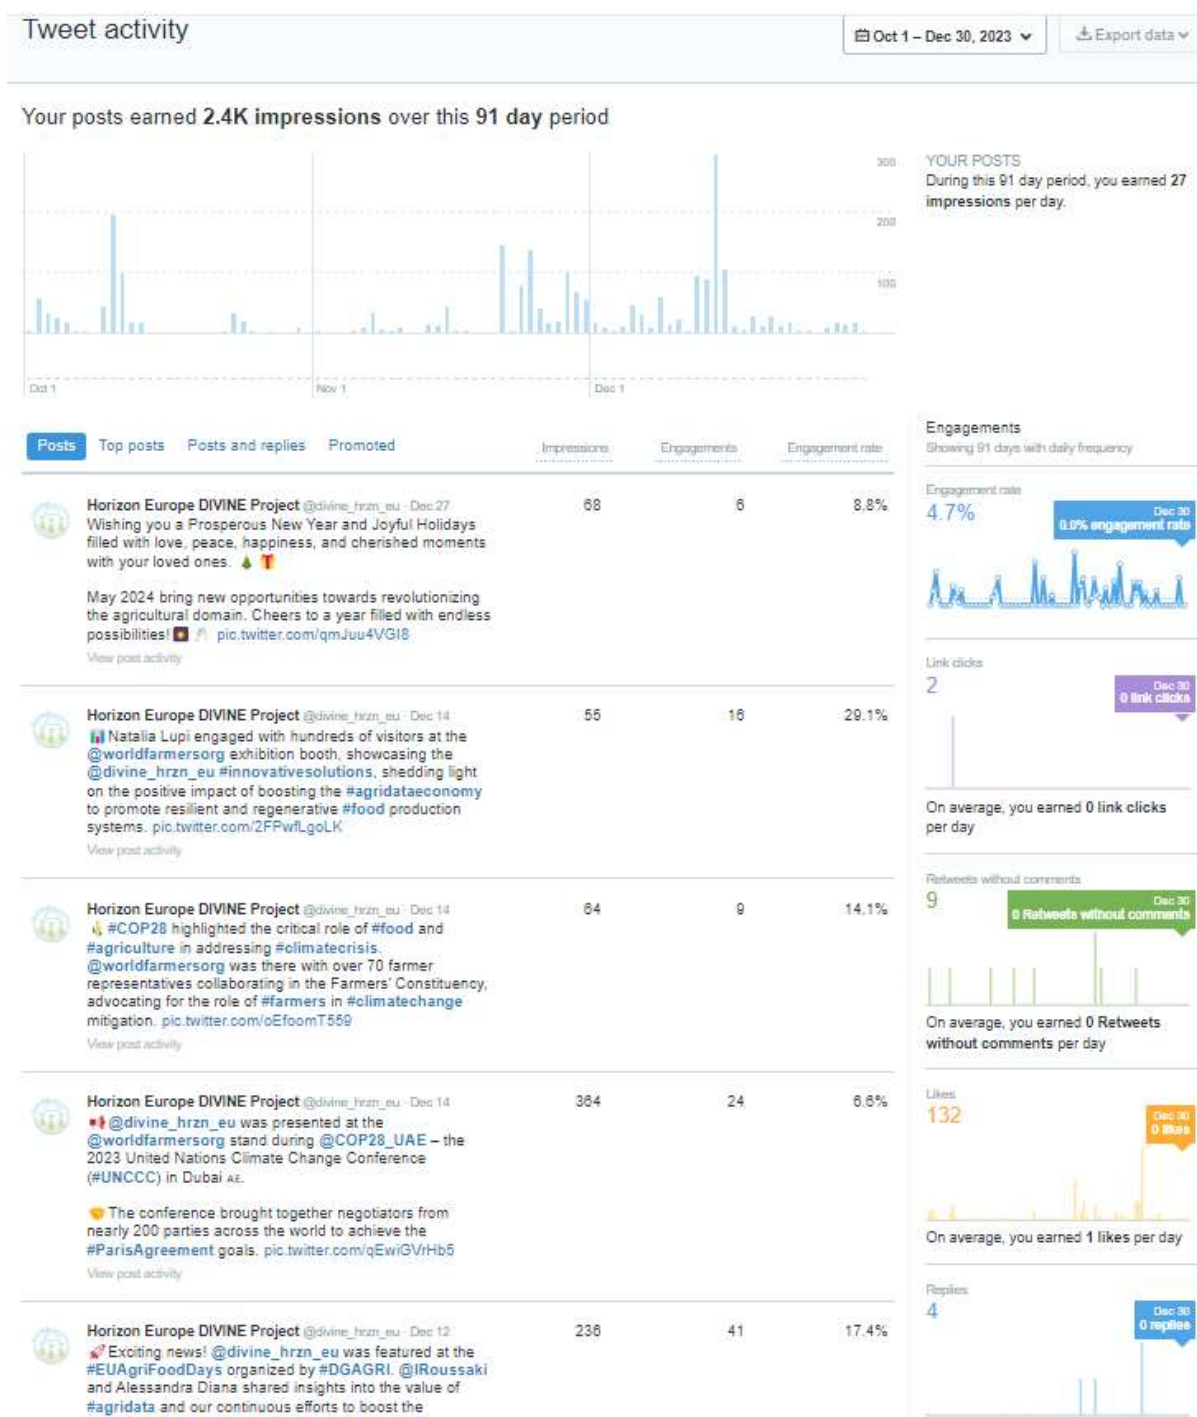 Tweet activity
Oct 1 – Dec 30, 2023
Export data
Your posts earned 2.4K impressions over this 91 day period
300
200
100
Oct 1
Nov 1
Dec 1
YOUR POSTS
During this 91 day period, you earned 27
impressions per day.
Posts Top posts Posts and replies Promoted
Impressions Engagements Engagement rate
Horizon Europe DIVINE Project @divine_hrzn_eu · Dec 27
68 6 8.8%
Wishing you a Prosperous New Year and Joyful Holidays
filled with love, peace, happiness, and cherished moments
with your loved ones. 🎄 🎁
May 2024 bring new opportunities towards revolutionizing
the agricultural domain. Cheers to a year filled with endless
possibilities! pic.twitter.com/qmJuu4VGI8
View post activity
Horizon Europe DIVINE Project @divine_hrzn_eu · Dec 14
55 16 29.1%
📊 Natalia Lupi engaged with hundreds of visitors at the
@worldfarmersorg exhibition booth, showcasing the
@divine_hrzn_eu #innovativesolutions, shedding light
on the positive impact of boosting the #agridataeconomy
to promote resilient and regenerative #food production
systems. pic.twitter.com/2FPwfLgoLK
View post activity
Horizon Europe DIVINE Project @divine_hrzn_eu · Dec 14
64 9 14.1%
#COP28 highlighted the critical role of #food and
#agriculture in addressing #climatecrisis.
@worldfarmersorg was there with over 70 farmer
representatives collaborating in the Farmers' Constituency,
advocating for the role of #farmers in #climatechange
mitigation. pic.twitter.com/oEfoomT559
View post activity
Horizon Europe DIVINE Project @divine_hrzn_eu · Dec 14
364 24 6.6%
📢 @divine_hrzn_eu was presented at the
@worldfarmersorg stand during @COP28_UAE – the
2023 United Nations Climate Change Conference
(#UNCCC) in Dubai AE.
The conference brought together negotiators from
nearly 200 parties across the world to achieve the
#ParisAgreement goals. pic.twitter.com/qEwiGVrHb5
View post activity
Horizon Europe DIVINE Project @divine_hrzn_eu · Dec 12
236 41 17.4%
🚀 Exciting news! @divine_hrzn_eu was featured at the
#EUAgriFoodDays organized by #DGAGRI. @IRoussaki
and Alessandra Diana shared insights into the value of
#agridata and our continuous efforts to boost the
Engagements
Showing 91 days with daily frequency
Engagement rate
4.7%
Dec 30
0.0% engagement rate
Link clicks
2
Dec 30
0 link clicks
On average, you earned 0 link clicks
per day
Retweets without comments
9
Dec 30
0 Retweets without comments
On average, you earned 0 Retweets
without comments per day
Likes
132
Dec 30
0 likes
On average, you earned 1 likes per day
Replies
4
Dec 30
0 replies